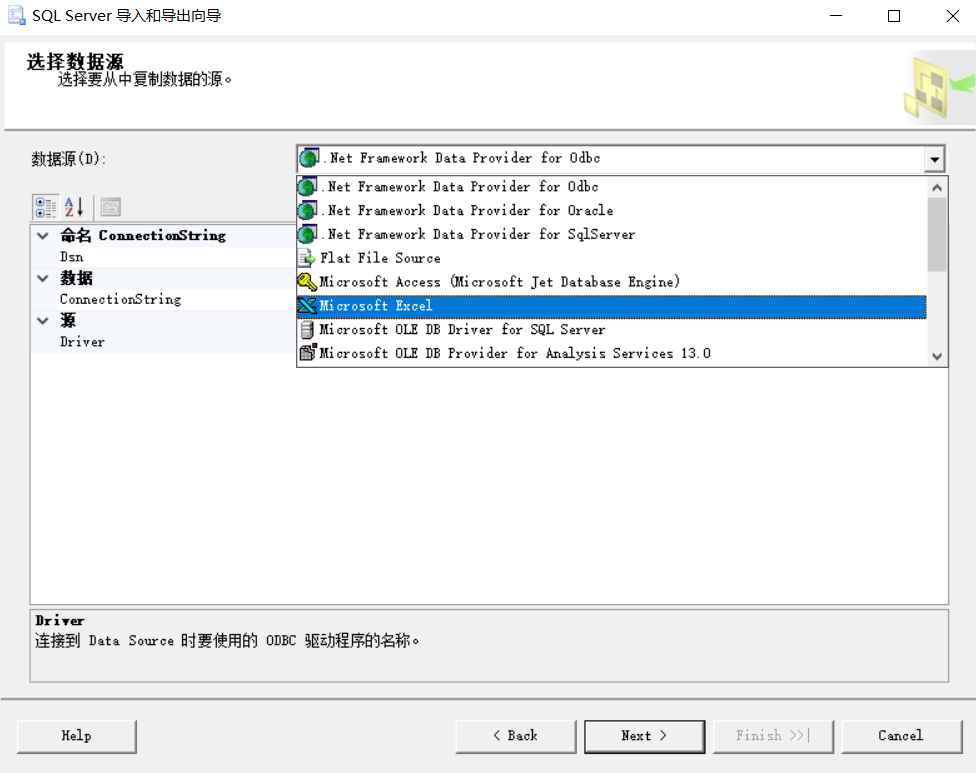 SQL Server 导入和导出向导
选择数据源
选择要从中复制数据的源。
数据源(D):
.Net Framework Data Provider for Odbc
.Net Framework Data Provider for Odbc
.Net Framework Data Provider for Oracle
.Net Framework Data Provider for SqlServer
Flat File Source
Microsoft Access (Microsoft Jet Database Engine)
Microsoft Excel
Microsoft OLE DB Driver for SQL Server
Microsoft OLE DB Provider for Analysis Services 13.0
命名 ConnectionString
Dsn
数据
ConnectionString
源
Driver
Driver
连接到 Data Source 时要使用的 ODBC 驱动程序的名称。
Help
< Back
Next >
Finish >>|
Cancel